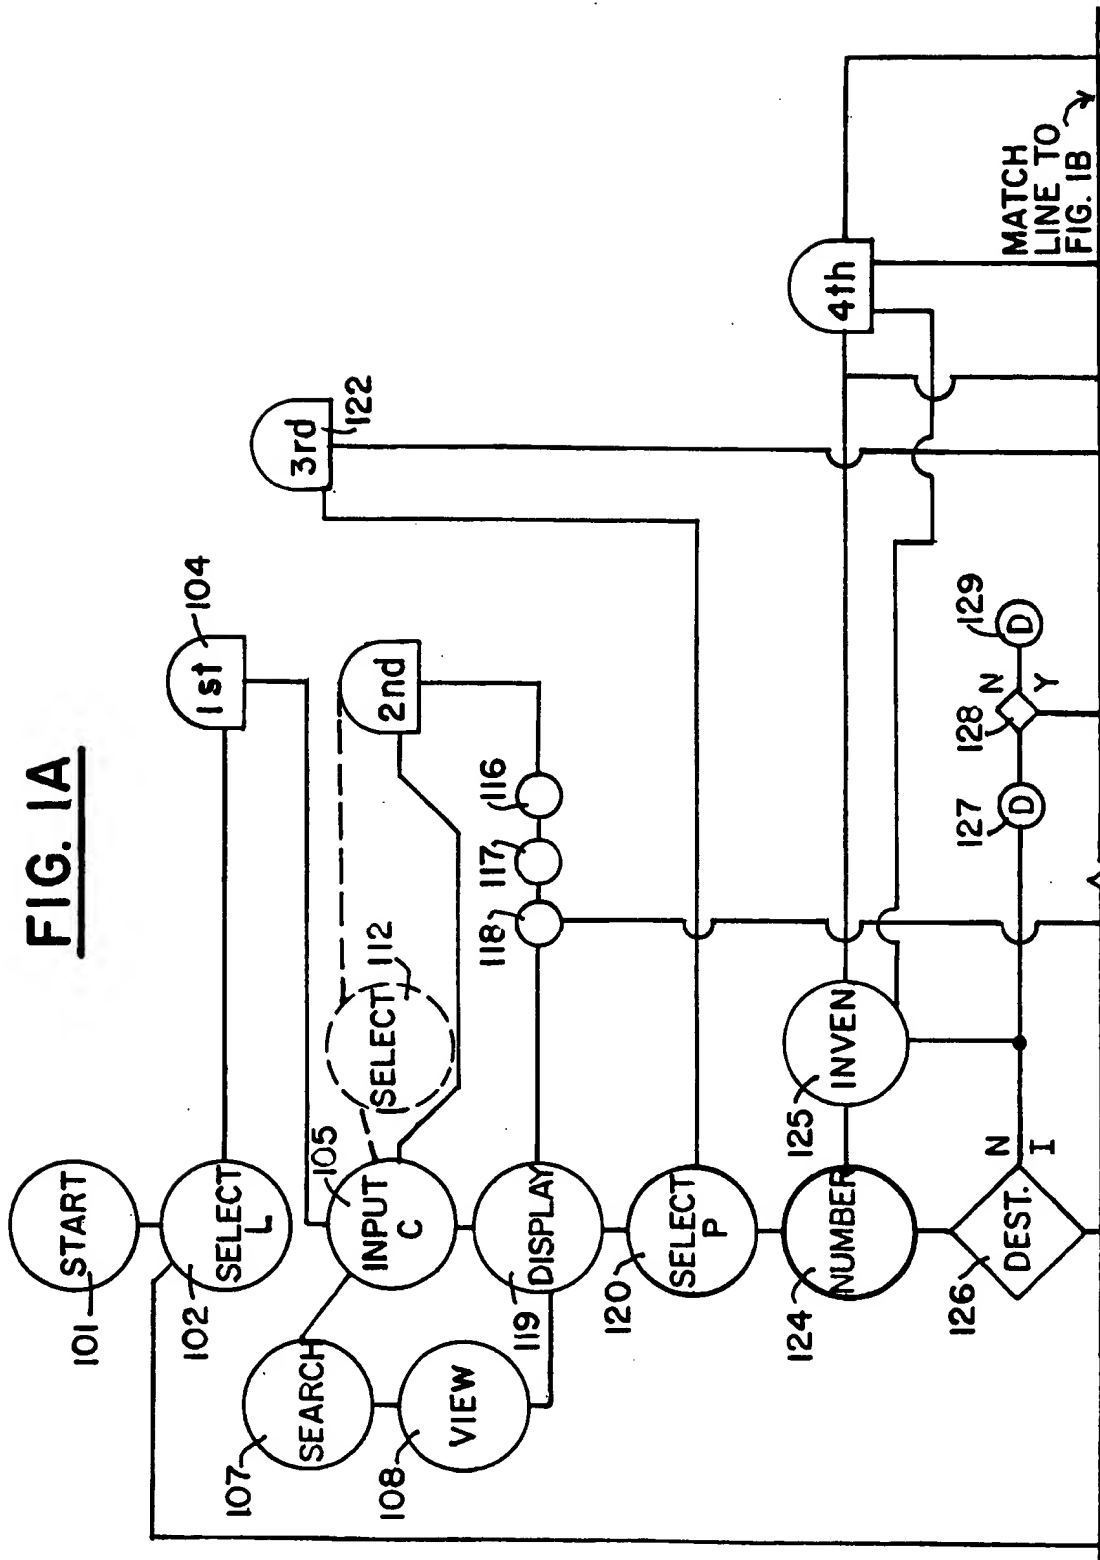 FIG. 1A
START
101
SELECT
L
102
1st
104
INPUT
C
105
SEARCH
107
VIEW
108
SELECT
112
2nd
DISPLAY
119
118
117
116
SELECT
P
120
3rd
122
NUMBER
124
INVEN
125
4th
DEST.
126
N
I
D
127
128
N
Y
D
129
MATCH
LINE TO
FIG. 1B